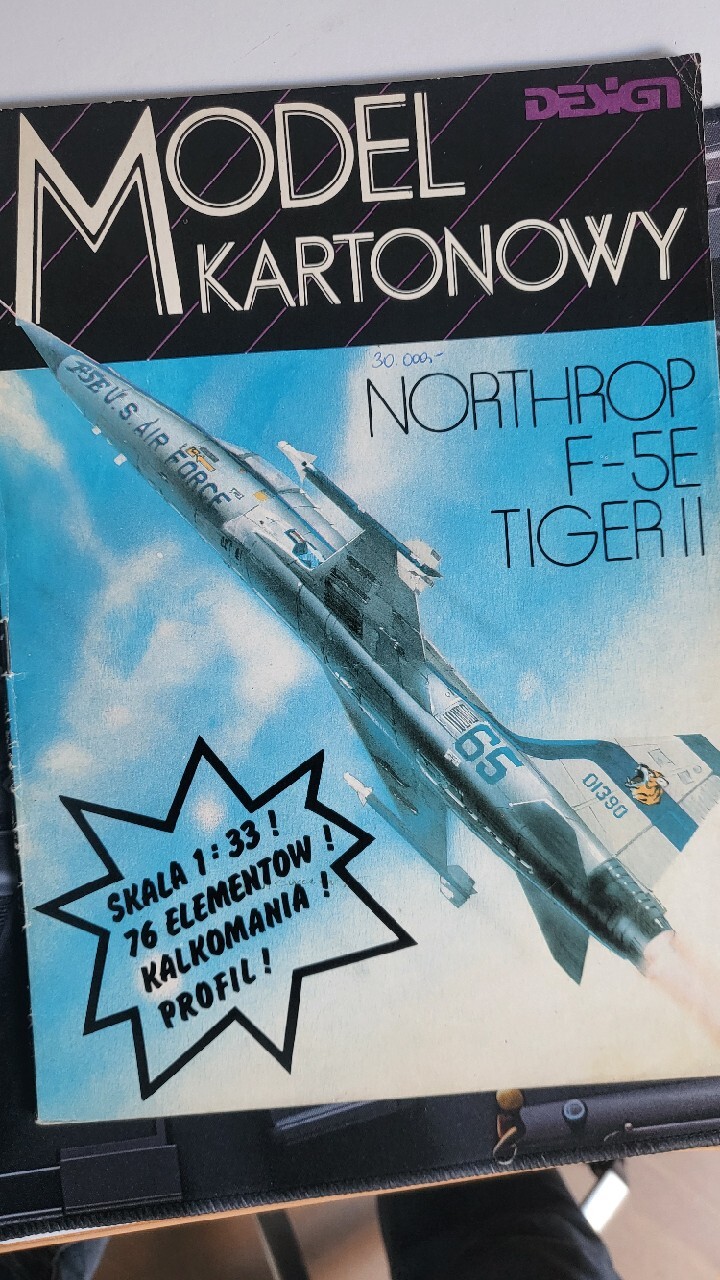 DESIGN
MODEL
KARTONOWY
30.000,-
NORTHROP
F-5E
TIGER II
F-5E U.S. AIR FORCE
65
01390
SKALA 1:33!
76 ELEMENTOW!
KALKOMANIA!
PROFIL!